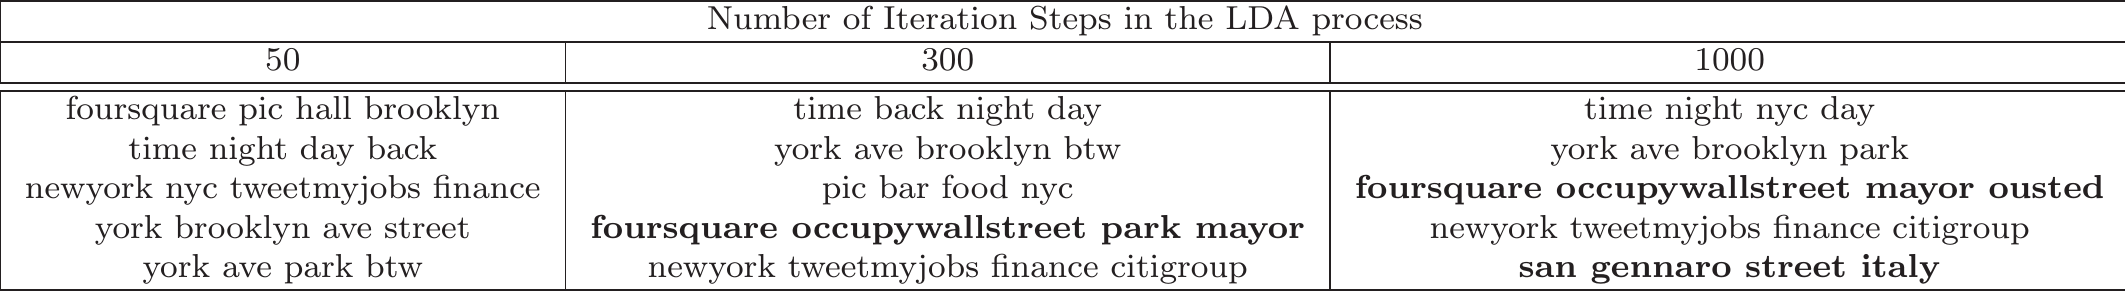 Number of Iteration Steps in the LDA process
50 300 1000
foursquare pic hall brooklyn time back night day time night nyc day
time night day back york ave brooklyn btw york ave brooklyn park
newyork nyc tweetmyjobs finance pic bar food nyc foursquare occupywallstreet mayor ousted
york brooklyn ave street foursquare occupywallstreet park mayor newyork tweetmyjobs finance citigroup
york ave park btw newyork tweetmyjobs finance citigroup san gennaro street italy